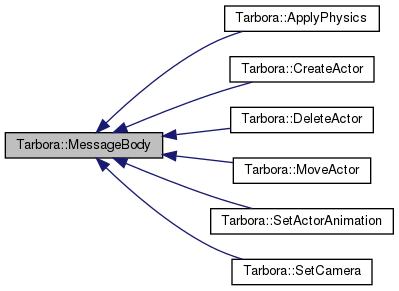 Tarbora::ApplyPhysics
Tarbora::CreateActor
Tarbora::DeleteActor
Tarbora::MessageBody
Tarbora::MoveActor
Tarbora::SetActorAnimation
Tarbora::SetCamera